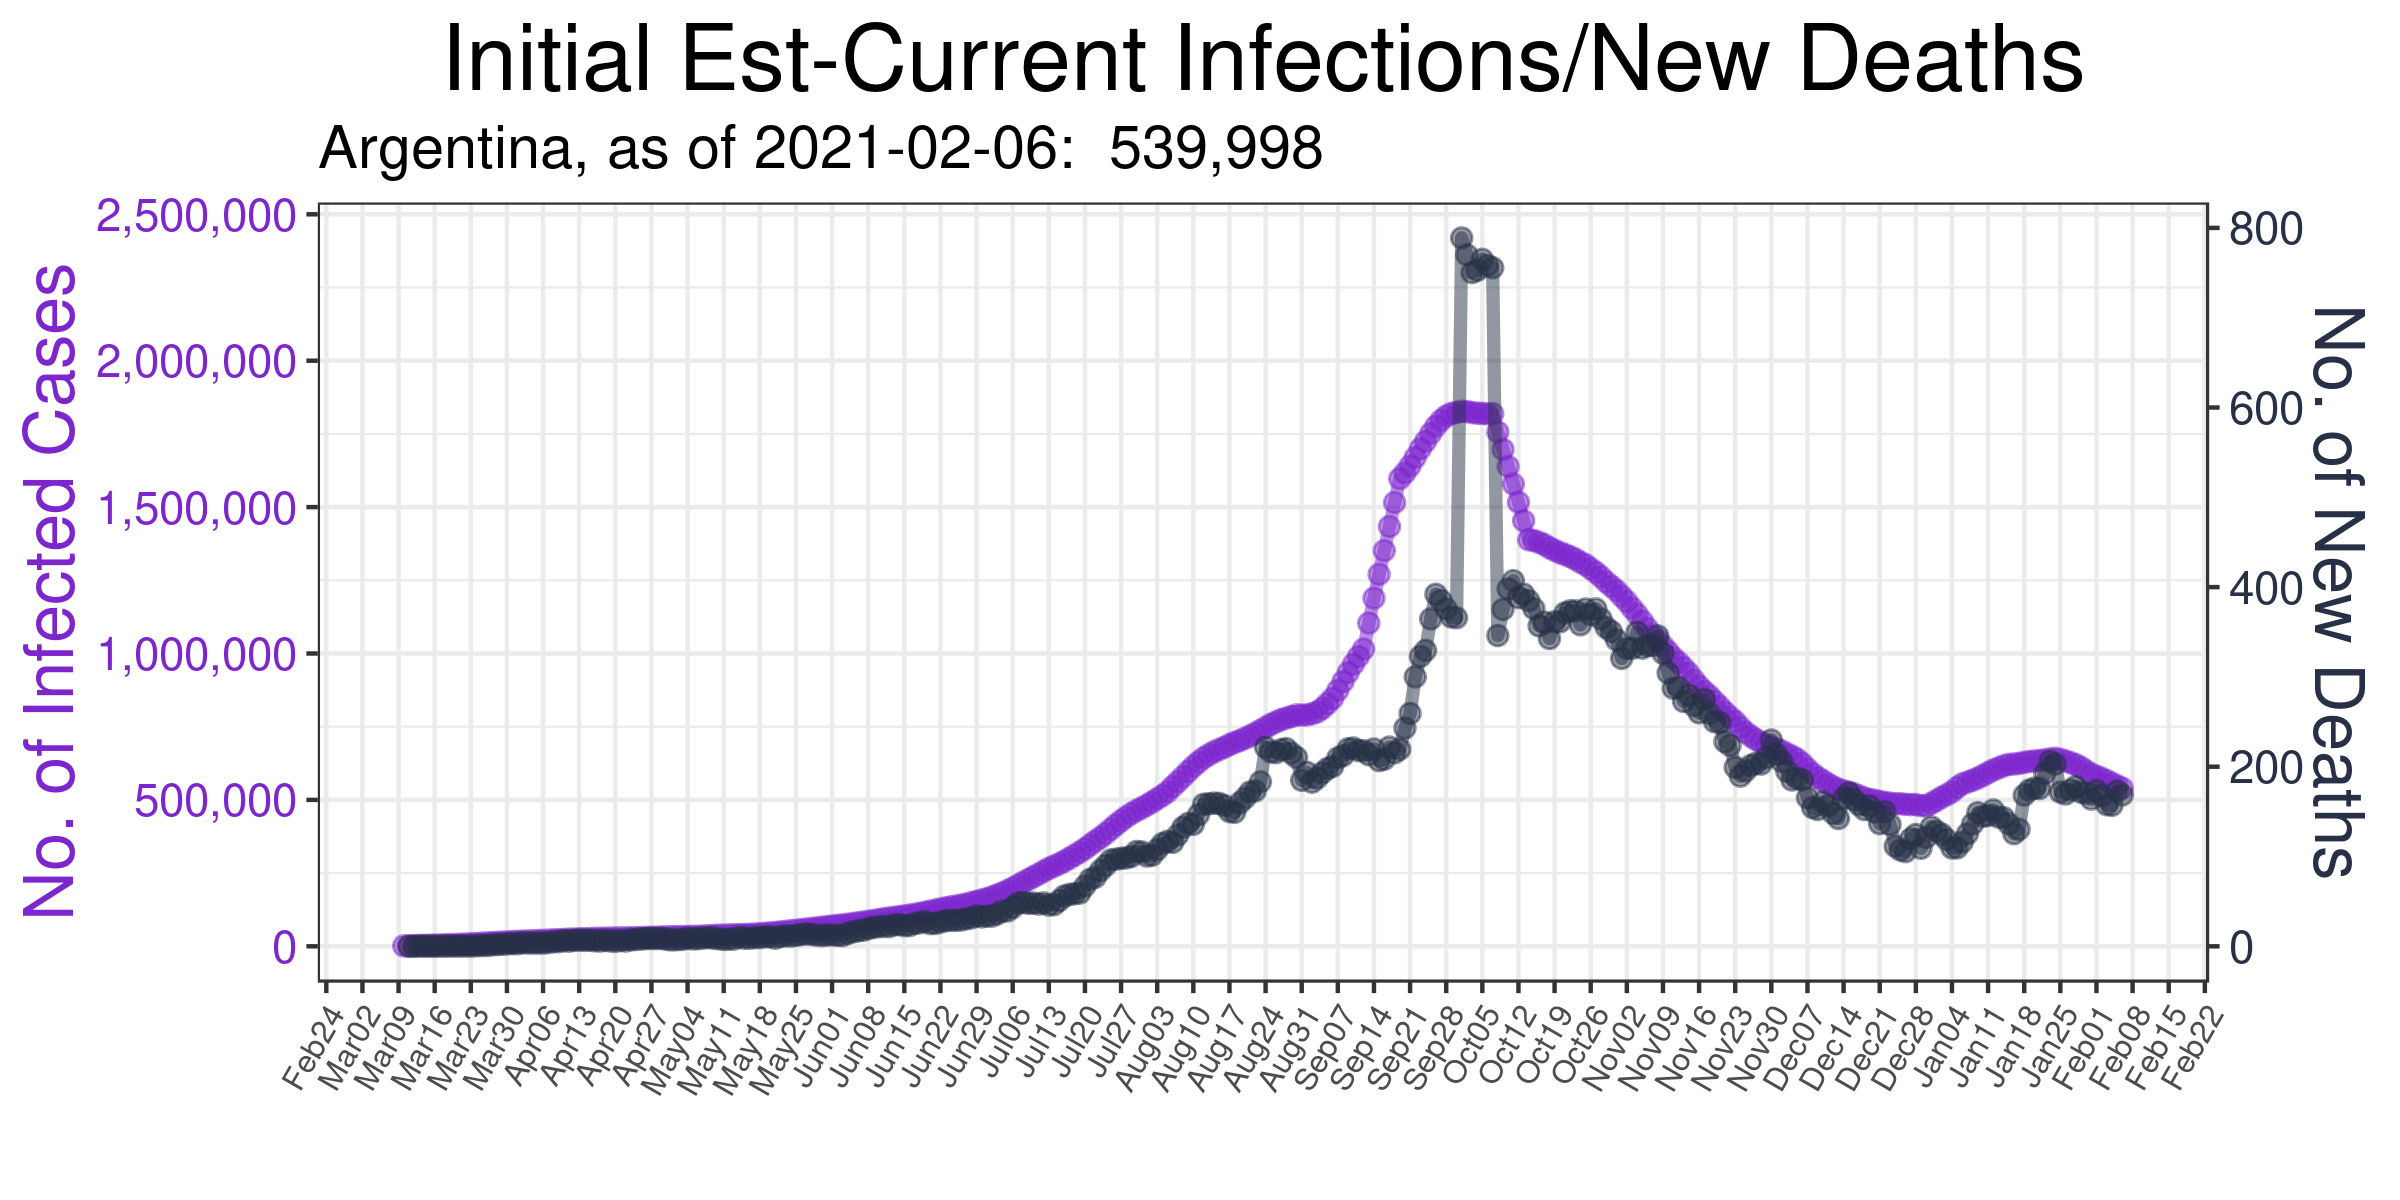 Initial Est-Current Infections/New Deaths
Argentina, as of 2021-02-06:  539,998
No. of Infected Cases
2,500,000
2,000,000
1,500,000
1,000,000
500,000
0
800
600
400
200
0
No. of New Deaths
Feb24 Mar02 Mar09 Mar16 Mar23 Mar30 Apr06 Apr13 Apr20 Apr27 May04 May11 May18 May25 Jun01 Jun08 Jun15 Jun22 Jun29 Jul06 Jul13 Jul20 Jul27 Aug03 Aug10 Aug17 Aug24 Aug31 Sep07 Sep14 Sep21 Sep28 Oct05 Oct12 Oct19 Oct26 Nov02 Nov09 Nov16 Nov23 Nov30 Dec07 Dec14 Dec21 Dec28 Jan04 Jan11 Jan18 Jan25 Feb01 Feb08 Feb15 Feb22